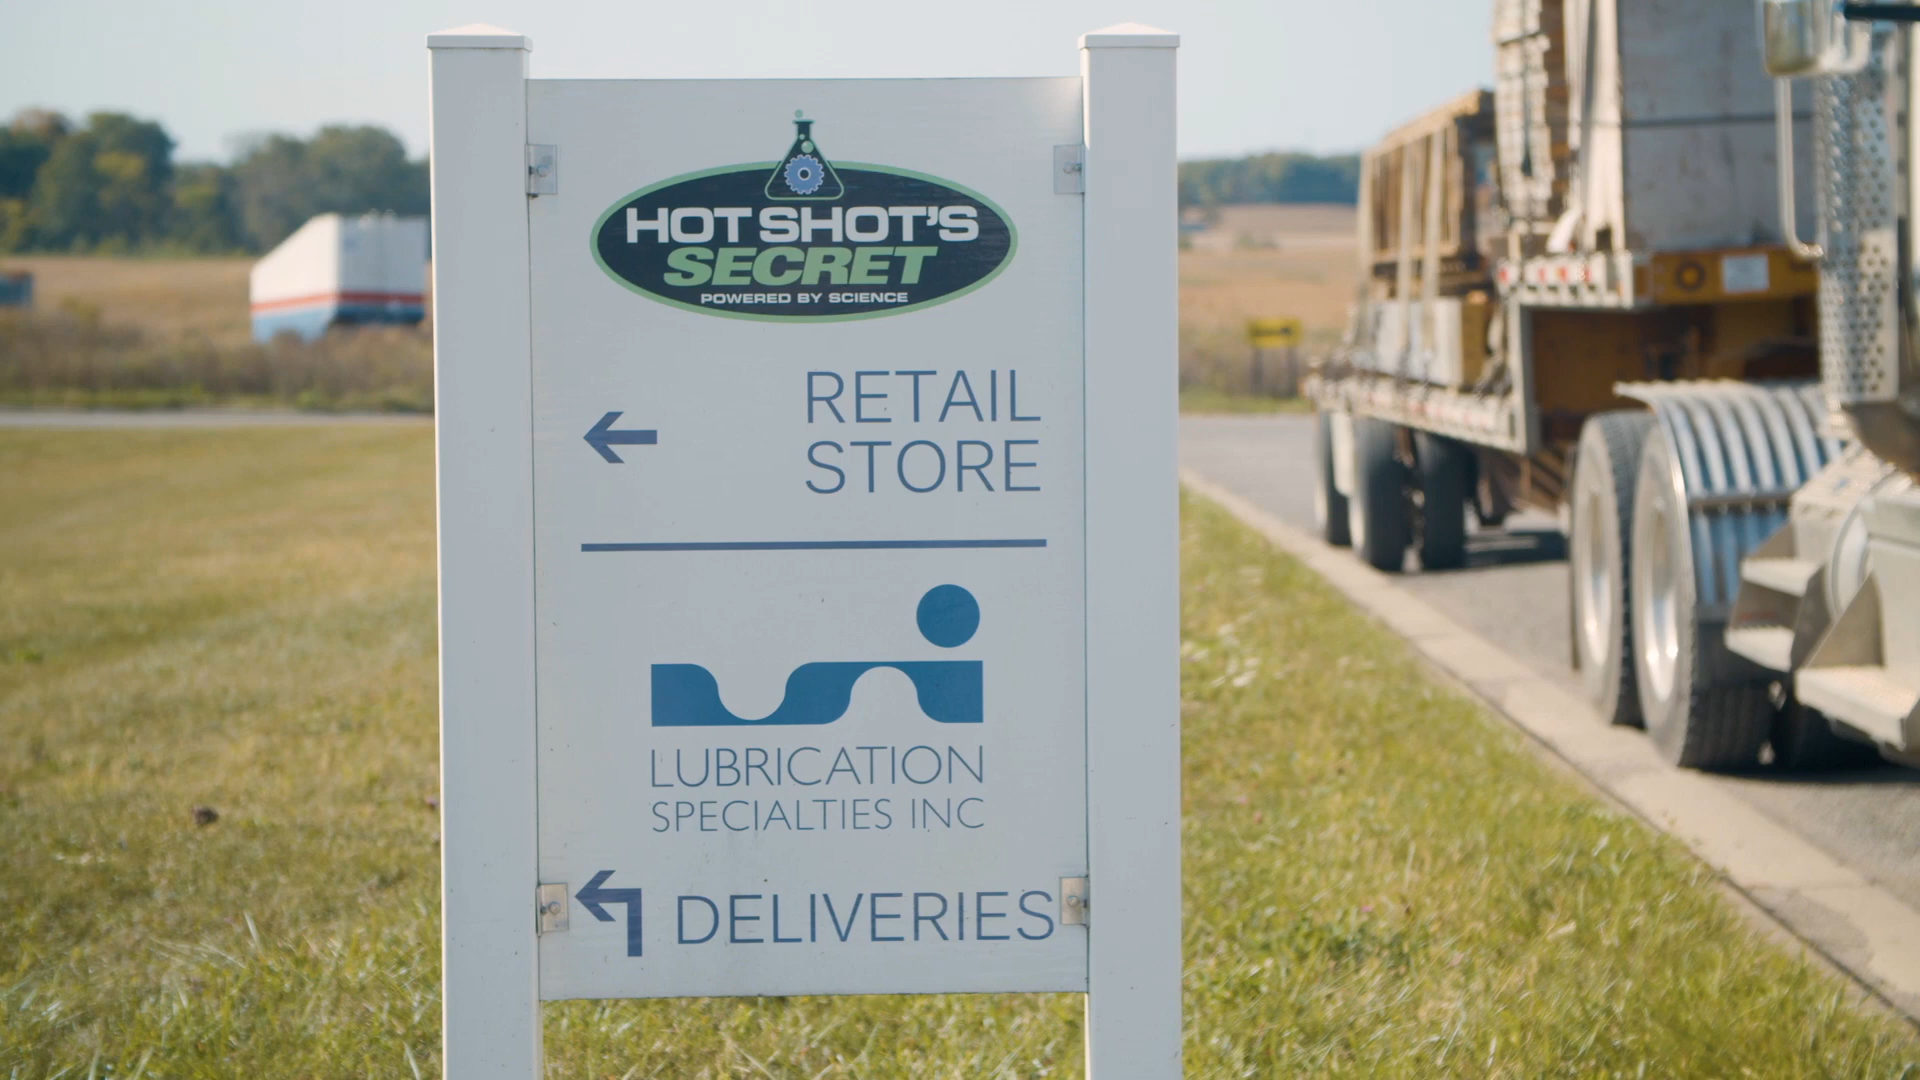 HOT SHOT'S
SECRET
POWERED BY SCIENCE
RETAIL
STORE
LUBRICATION
SPECIALTIES INC
DELIVERIES